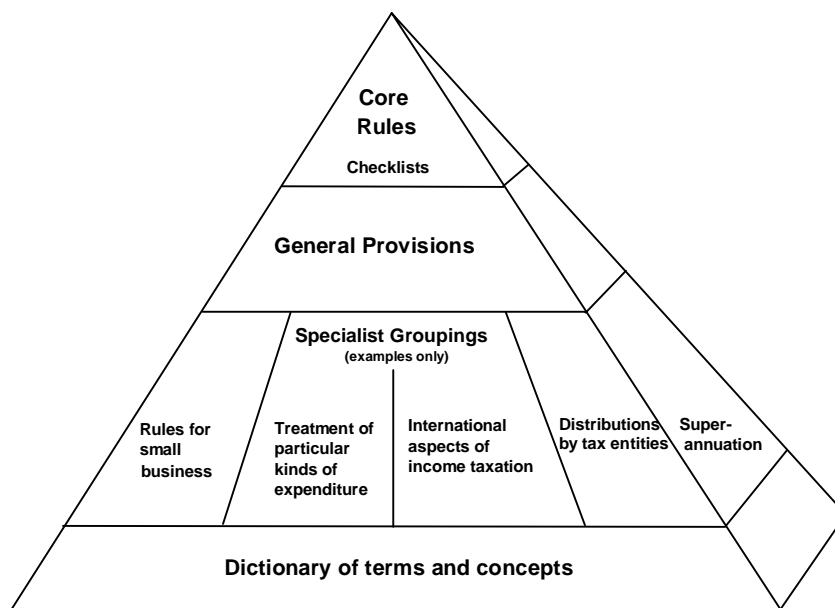 Core
Rules
Checklists
General Provisions
Specialist Groupings
(examples only)
Rules for
small
business
Treatment of
particular
kinds of
expenditure
International
aspects of
income taxation
Distributions
by tax entities
Super-
annuation
Dictionary of terms and concepts